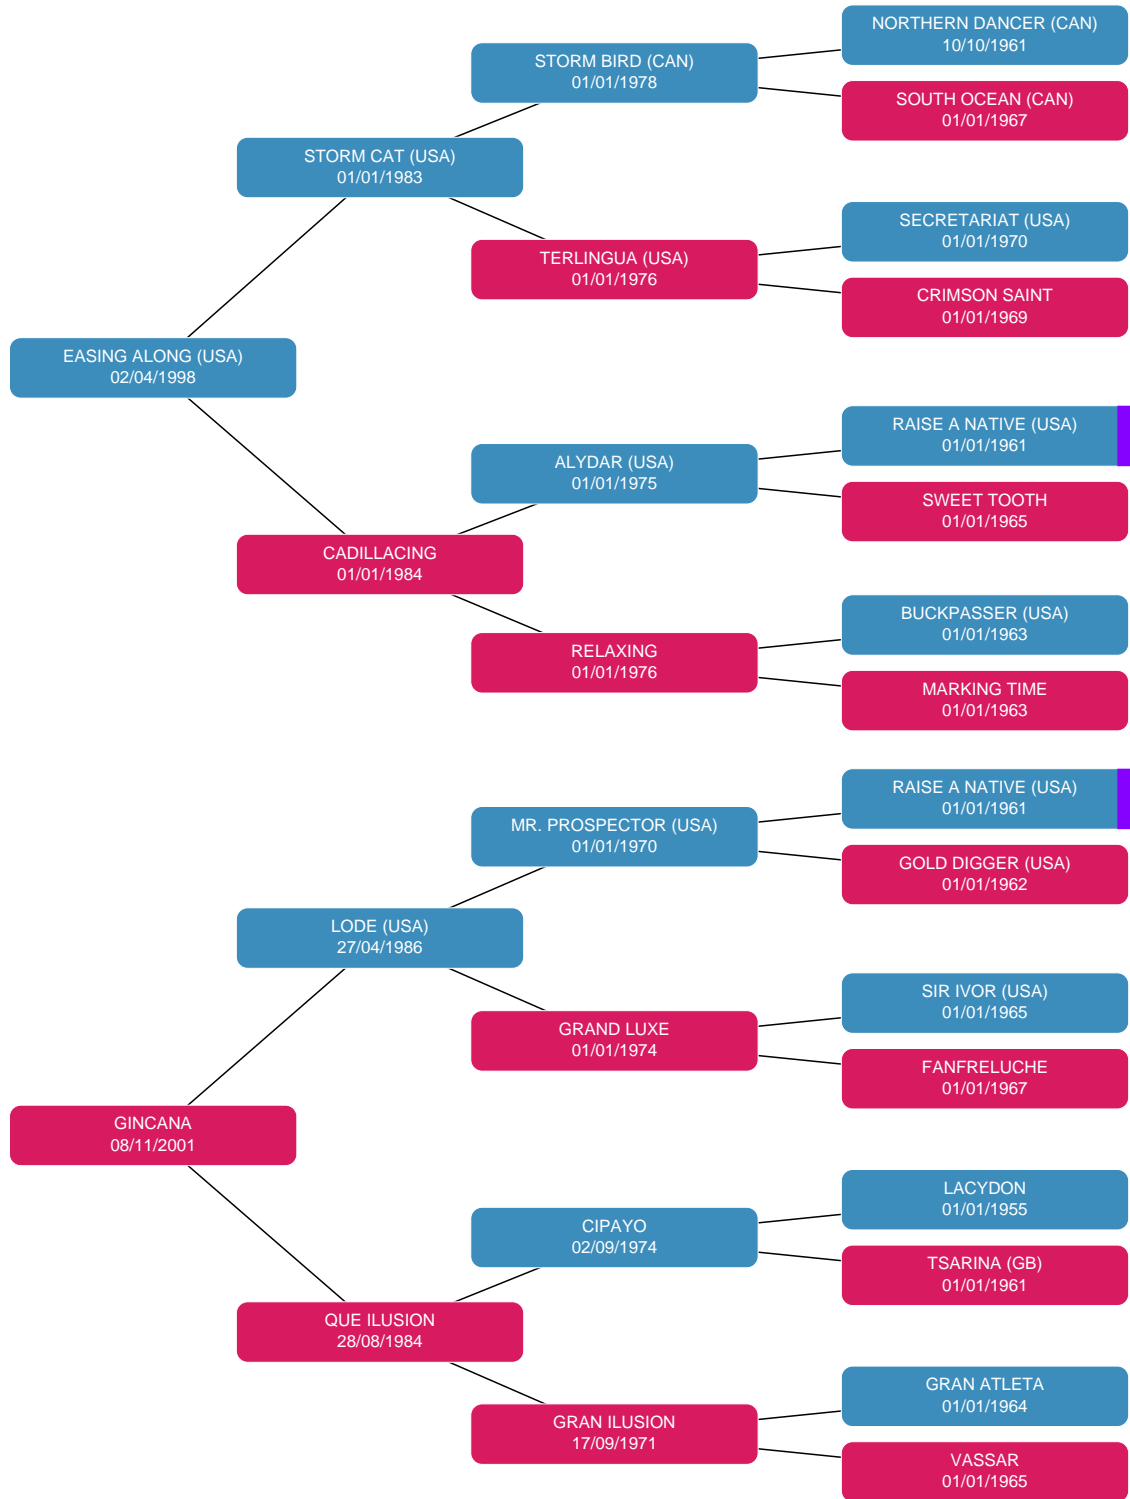 NORTHERN DANCER (CAN)
10/10/1961
STORM BIRD (CAN)
01/01/1978
SOUTH OCEAN (CAN)
01/01/1967
STORM CAT (USA)
01/01/1983
SECRETARIAT (USA)
01/01/1970
TERLINGUA (USA)
01/01/1976
CRIMSON SAINT
01/01/1969
EASING ALONG (USA)
02/04/1998
RAISE A NATIVE (USA)
01/01/1961
ALYDAR (USA)
01/01/1975
SWEET TOOTH
01/01/1965
CADILLACING
01/01/1984
BUCKPASSER (USA)
01/01/1963
RELAXING
01/01/1976
MARKING TIME
01/01/1963
RAISE A NATIVE (USA)
01/01/1961
MR. PROSPECTOR (USA)
01/01/1970
GOLD DIGGER (USA)
01/01/1962
LODE (USA)
27/04/1986
SIR IVOR (USA)
01/01/1965
GRAND LUXE
01/01/1974
FANFRELUCHE
01/01/1967
GINCANA
08/11/2001
LACYDON
01/01/1955
CIPAYO
02/09/1974
TSARINA (GB)
01/01/1961
QUE ILUSION
28/08/1984
GRAN ATLETA
01/01/1964
GRAN ILUSION
17/09/1971
VASSAR
01/01/1965